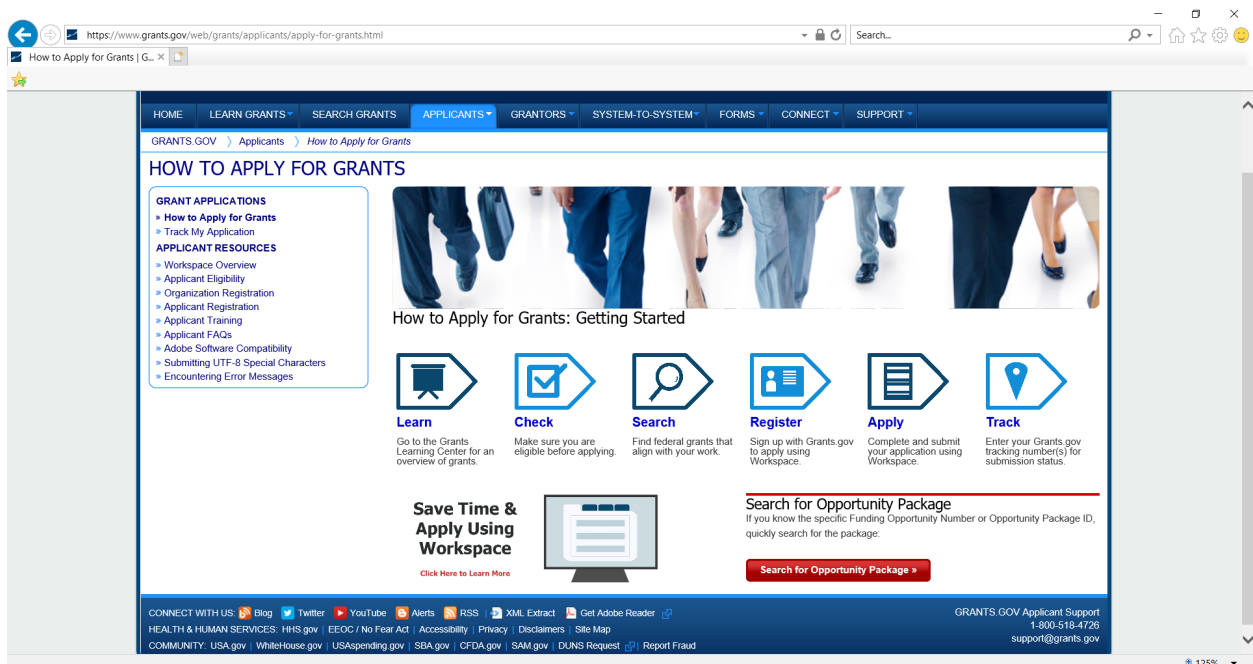 https://www.grants.gov/web/grants/applicants/apply-for-grants.html
Search...
How to Apply for Grants | G...
HOME LEARN GRANTS SEARCH GRANTS APPLICANTS GRANTORS SYSTEM-TO-SYSTEM FORMS CONNECT SUPPORT
GRANTS.GOV Applicants How to Apply for Grants
HOW TO APPLY FOR GRANTS
GRANT APPLICATIONS
» How to Apply for Grants
» Track My Application
APPLICANT RESOURCES
» Workspace Overview
» Applicant Eligibility
» Organization Registration
» Applicant Registration
» Applicant Training
» Applicant FAQs
» Adobe Software Compatibility
» Submitting UTF-8 Special Characters
» Encountering Error Messages
How to Apply for Grants: Getting Started
Learn
Go to the Grants
Learning Center for an
overview of grants.
Check
Make sure you are
eligible before applying.
Search
Find federal grants that
align with your work.
Register
Sign up with Grants.gov
to apply using
Workspace.
Apply
Complete and submit
your application using
Workspace.
Track
Enter your Grants.gov
tracking number(s) for
submission status.
Save Time &
Apply Using
Workspace
Click Here to Learn More
Search for Opportunity Package
If you know the specific Funding Opportunity Number or Opportunity Package ID,
quickly search for the package:
Search for Opportunity Package »
CONNECT WITH US: Blog Twitter YouTube Alerts RSS | XML Extract Get Adobe Reader
HEALTH & HUMAN SERVICES: HHS.gov | EEOC / No Fear Act | Accessibility | Privacy | Disclaimers | Site Map
COMMUNITY: USA.gov | WhiteHouse.gov | USAspending.gov | SBA.gov | CFDA.gov | SAM.gov | DUNS Request | Report Fraud
GRANTS.GOV Applicant Support
1-800-518-4726
support@grants.gov
125%